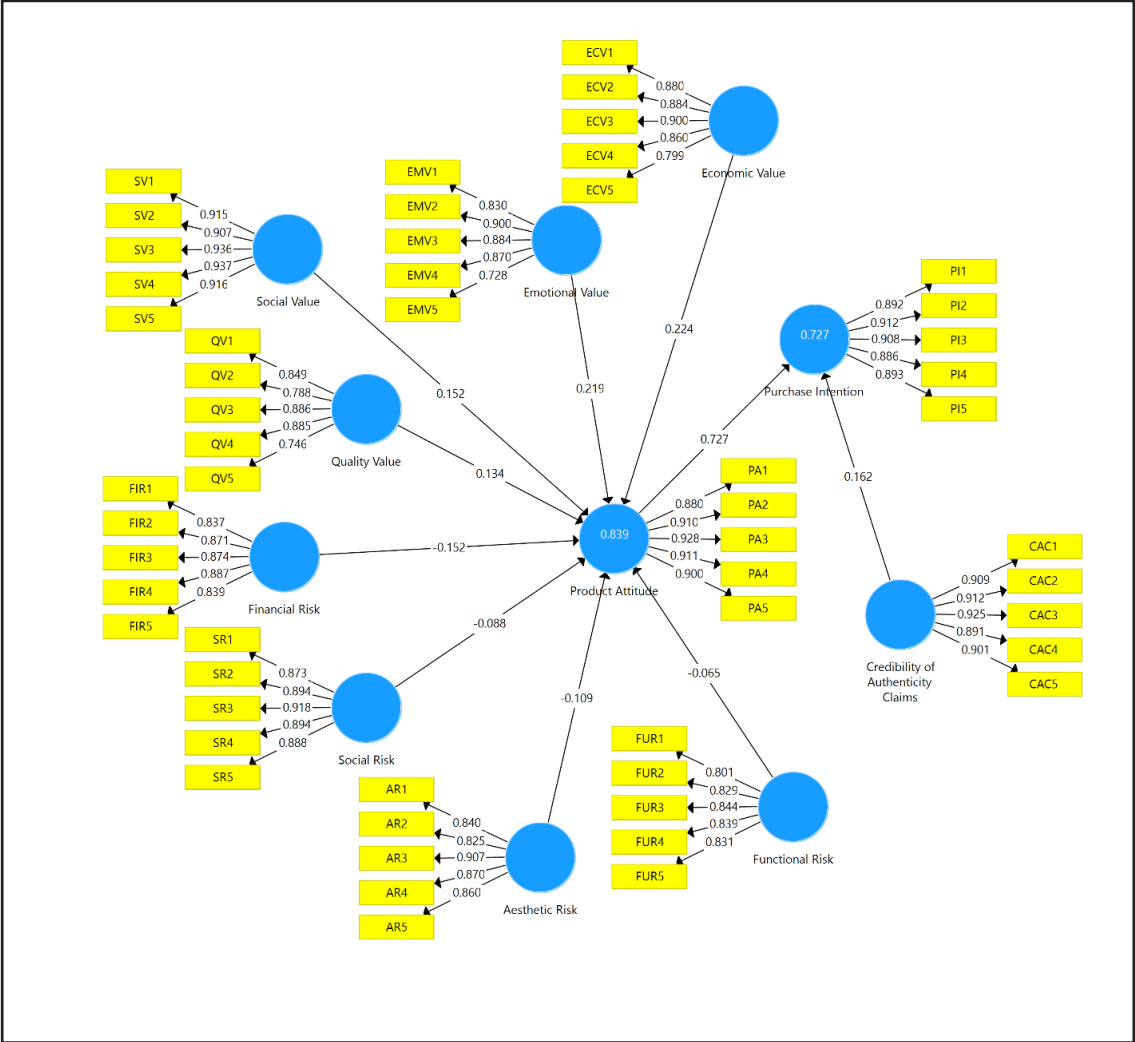 ECV1
ECV2
ECV3
ECV4
ECV5
0.880
0.884
0.900
0.860
0.799
Economic Value
EMV1
EMV2
EMV3
EMV4
EMV5
0.830
0.900
0.884
0.870
0.728
Emotional Value
SV1
SV2
SV3
SV4
SV5
0.915
0.907
0.936
0.937
0.916
Social Value
QV1
QV2
QV3
QV4
QV5
0.849
0.788
0.886
0.885
0.746
Quality Value
0.152
0.134
0.219
0.224
PI1
PI2
PI3
PI4
PI5
0.892
0.912
0.908
0.886
0.893
0.727
Purchase Intention
0.727
0.162
FIR1
FIR2
FIR3
FIR4
FIR5
0.837
0.871
0.874
0.887
0.839
Financial Risk
-0.152
0.839
Product Attitude
PA1
PA2
PA3
PA4
PA5
0.880
0.910
0.928
0.911
0.900
CAC1
CAC2
CAC3
CAC4
CAC5
0.909
0.912
0.925
0.891
0.901
Credibility of
Authenticity
Claims
SR1
SR2
SR3
SR4
SR5
0.873
0.894
0.918
0.894
0.888
Social Risk
-0.088
-0.109
-0.065
AR1
AR2
AR3
AR4
AR5
0.840
0.825
0.907
0.870
0.860
Aesthetic Risk
FUR1
FUR2
FUR3
FUR4
FUR5
0.801
0.829
0.844
0.839
0.831
Functional Risk